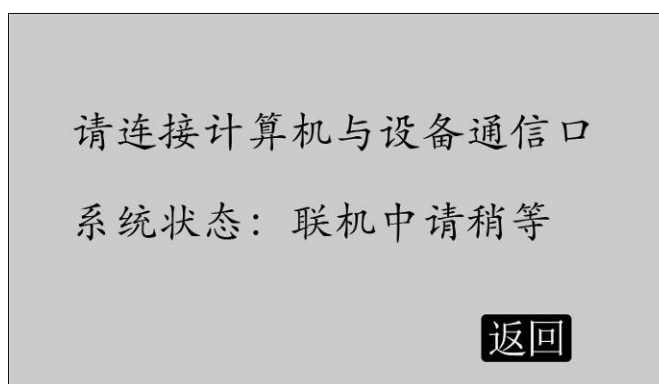 请连接计算机与设备通信口
系统状态：联机中请稍等
返回